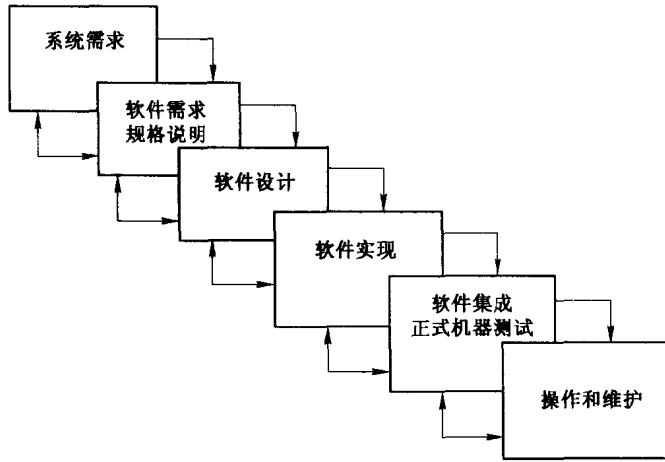 系统需求
软件需求
规格说明
软件设计
软件实现
软件集成
正式机器测试
操作和维护